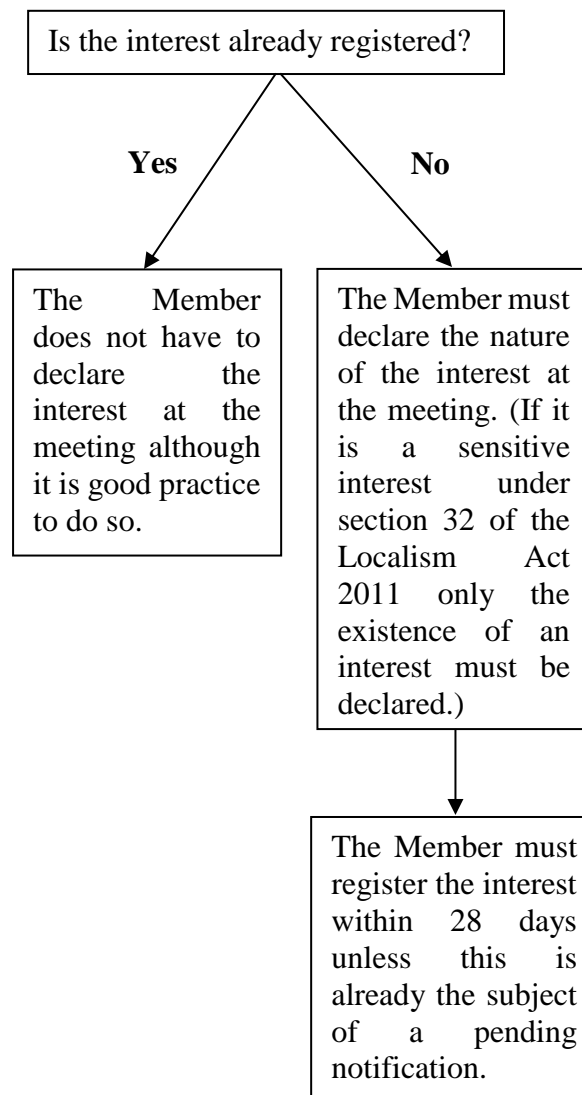 Is the interest already registered?
Yes
No
The Member
does not have to
declare the
interest at the
meeting although
it is good practice
to do so.
The Member must
declare the nature
of the interest at
the meeting. (If it
is a sensitive
interest under
section 32 of the
Localism Act
2011 only the
existence of an
interest must be
declared.)
The Member must
register the interest
within 28 days
unless this is
already the subject
of a pending
notification.